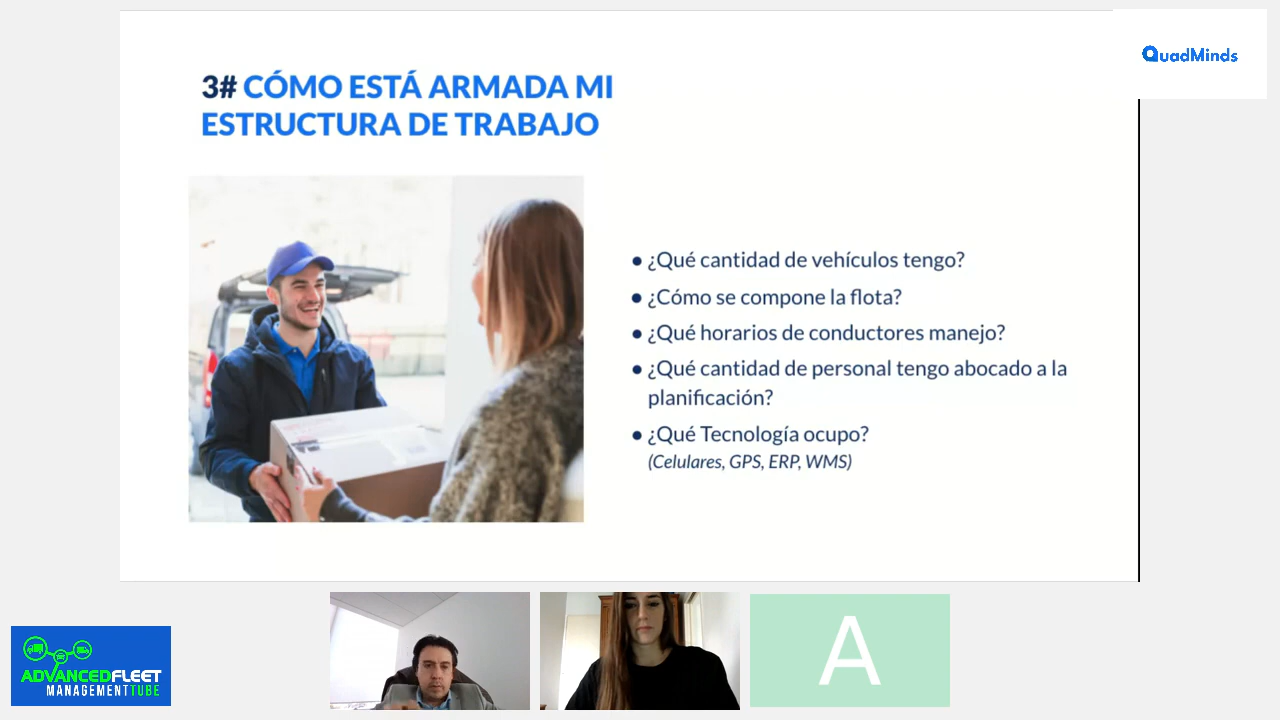 QuadMinds
3# CÓMO ESTÁ ARMADA MI
ESTRUCTURA DE TRABAJO
● ¿Qué cantidad de vehículos tengo?
● ¿Cómo se compone la flota?
● ¿Qué horarios de conductores manejo?
● ¿Qué cantidad de personal tengo abocado a la
planificación?
● ¿Qué Tecnología ocupo?
(Celulares, GPS, ERP, WMS)
A
ADVANCEDFLEET
MANAGEMENTTUBE